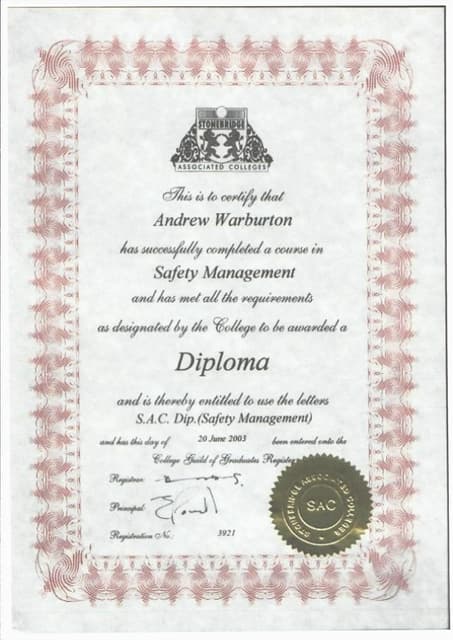 STONEBRIDGE
ASSOCIATED COLLEGES
This is to certify that
Andrew Warburton
has successfully completed a course in
Safety Management
and has met all the requirements
as designated by the College to be awarded a
Diploma
and is thereby entitled to use the letters
S.A.C. Dip.(Safety Management)
and has this day of 20 June 2003 been entered onto the
College Guild of Graduates Register
Registrar
Principal
Registration No. 3921
STONEBRIDGE ASSOCIATED COLLEGES
SAC